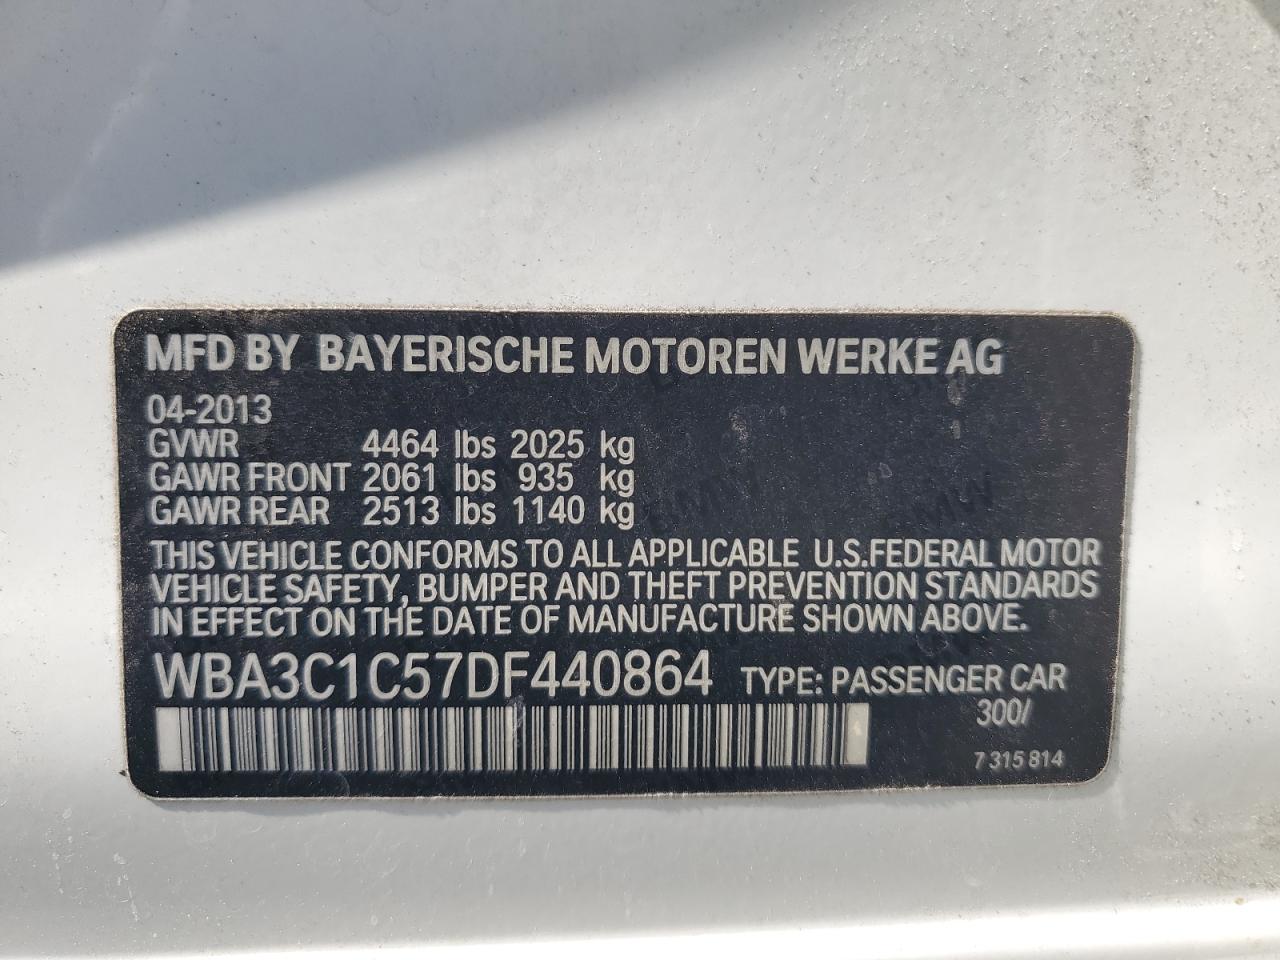 MFD BY BAYERISCHE MOTOREN WERKE AG
04-2013
GVWR 4464 lbs 2025 kg
GAWR FRONT 2061 lbs 935 kg
GAWR REAR 2513 lbs 1140 kg
THIS VEHICLE CONFORMS TO ALL APPLICABLE U.S.FEDERAL MOTOR
VEHICLE SAFETY, BUMPER AND THEFT PREVENTION STANDARDS
IN EFFECT ON THE DATE OF MANUFACTURE SHOWN ABOVE.
WBA3C1C57DF440864 TYPE: PASSENGER CAR
300/
7 315 814